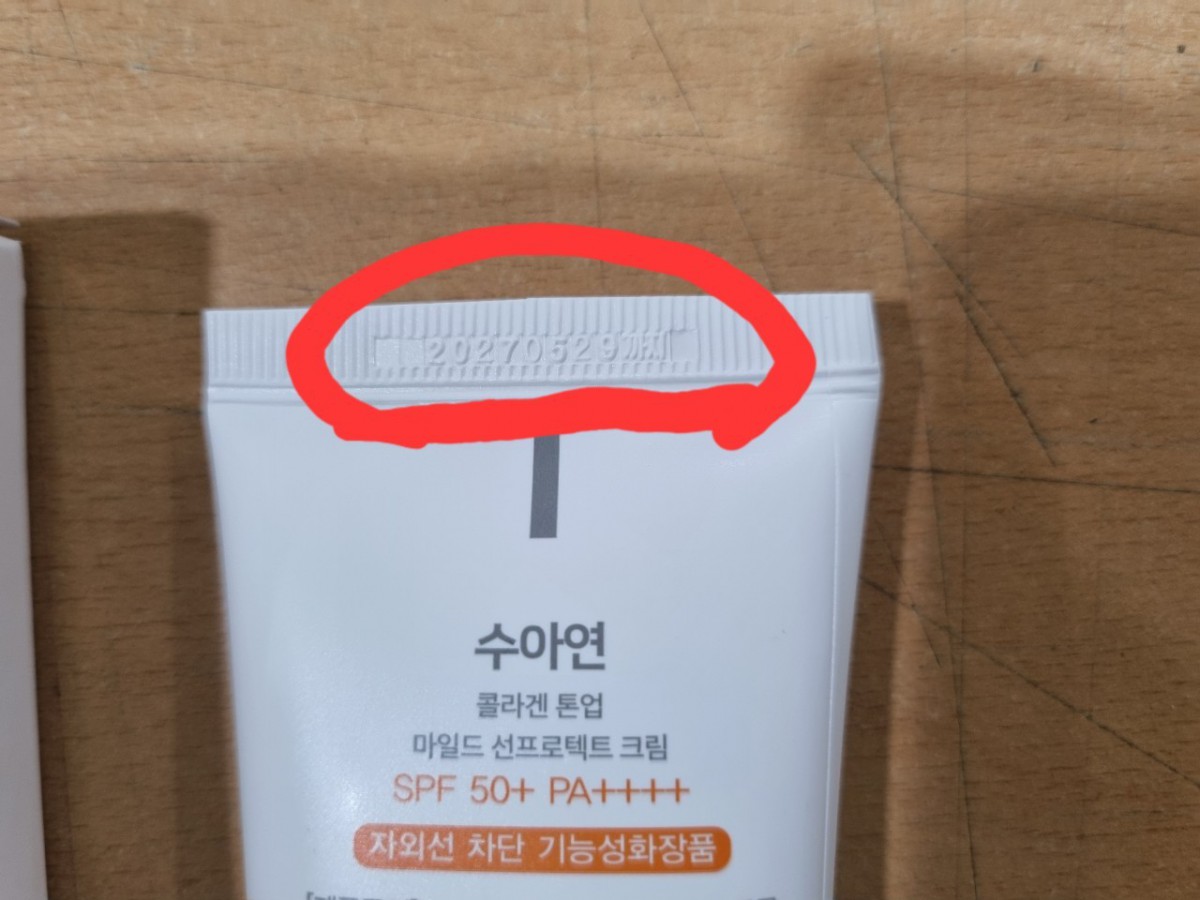 20270529까지
수아연
콜라겐 톤업
마일드 선프로텍트 크림
SPF 50+ PA++++
자외선 차단 기능성화장품